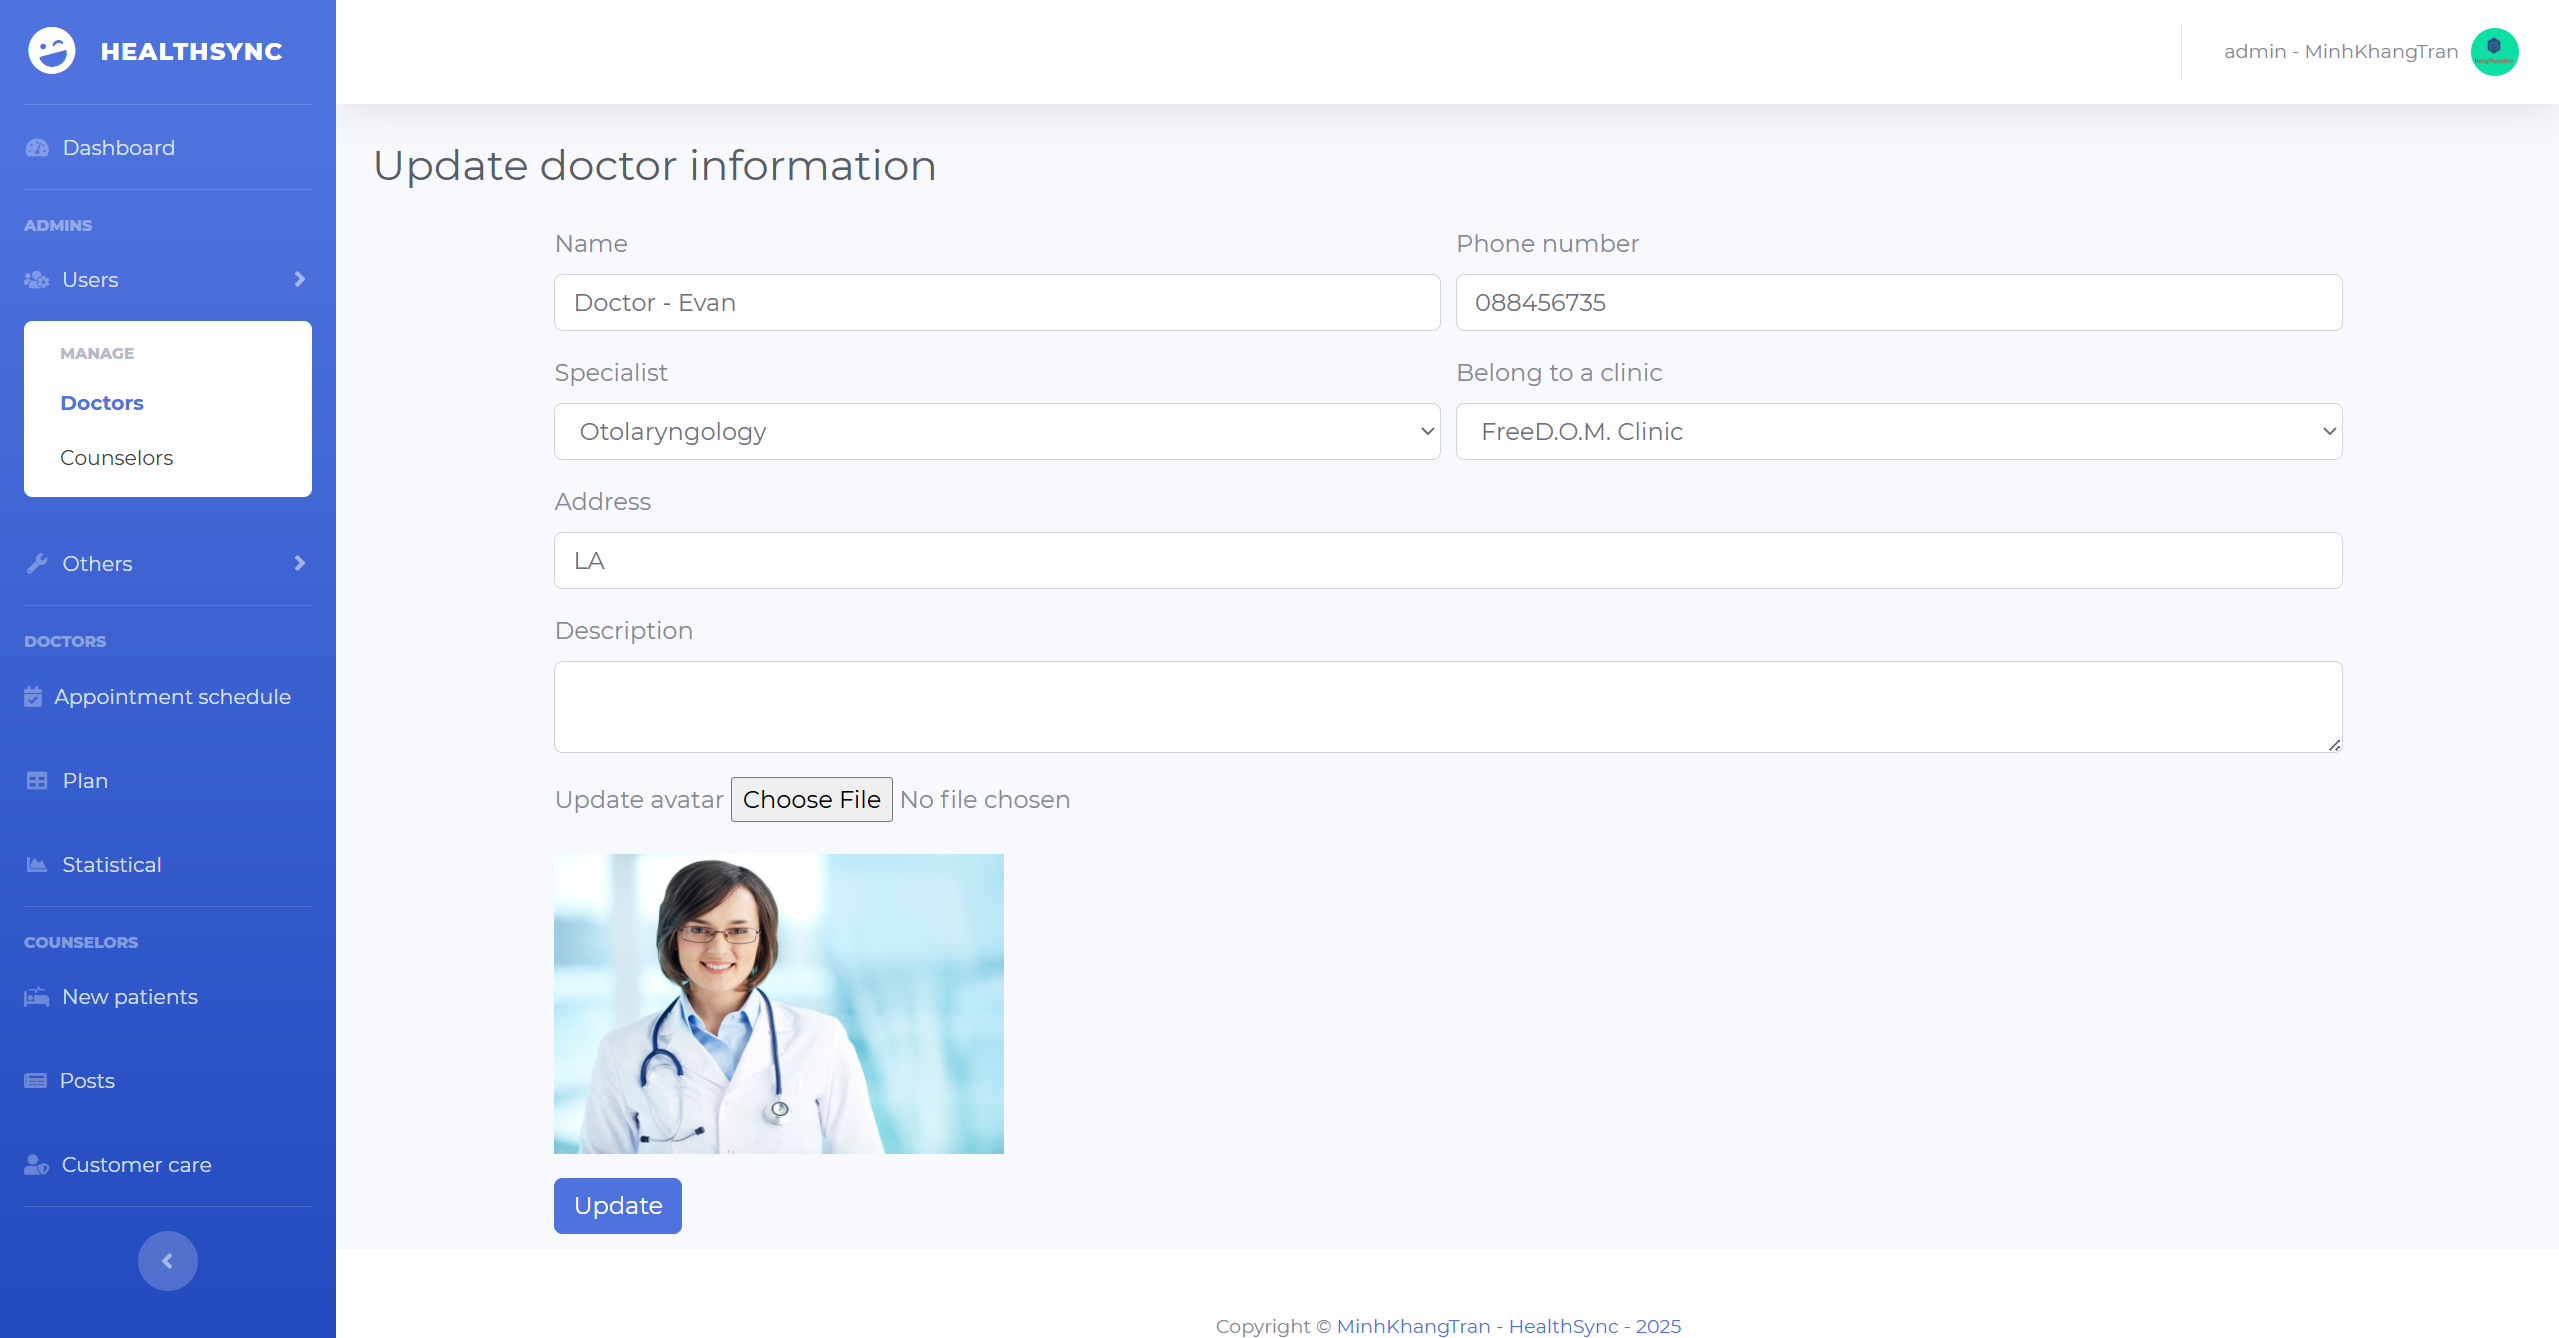 HEALTHSYNC
Dashboard
ADMINS
Users
MANAGE
Doctors
Counselors
Others
DOCTORS
Appointment schedule
Plan
Statistical
COUNSELORS
New patients
Posts
Customer care
admin - MinhKhangTran
Update doctor information
Name
Phone number
Doctor - Evan
088456735
Specialist
Belong to a clinic
Otolaryngology
FreeD.O.M. Clinic
Address
LA
Description
Update avatar Choose File No file chosen
Update
Copyright © MinhKhangTran - HealthSync - 2025